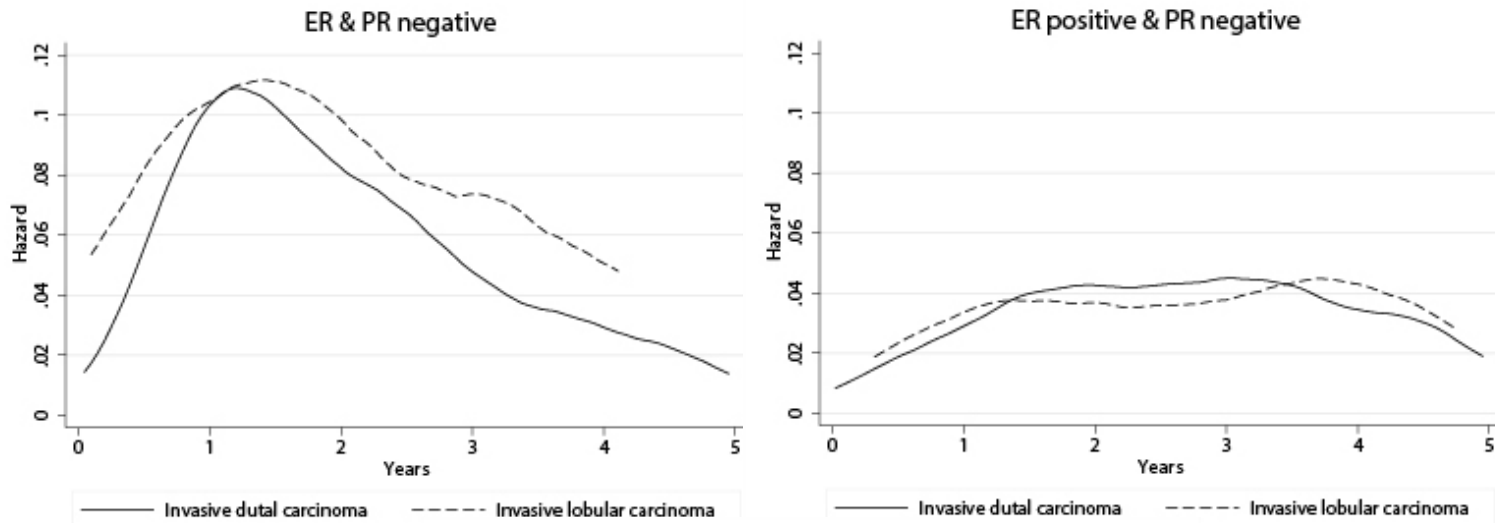 ER & PR negative
.12
.1
.08
.06
.04
.02
0
Hazard
0 1 2 3 4 5
Years
Invasive dutal carcinoma Invasive lobular carcinoma
ER positive & PR negative
.12
.1
.08
.06
.04
.02
0
Hazard
0 1 2 3 4 5
Years
Invasive dutal carcinoma Invasive lobular carcinoma